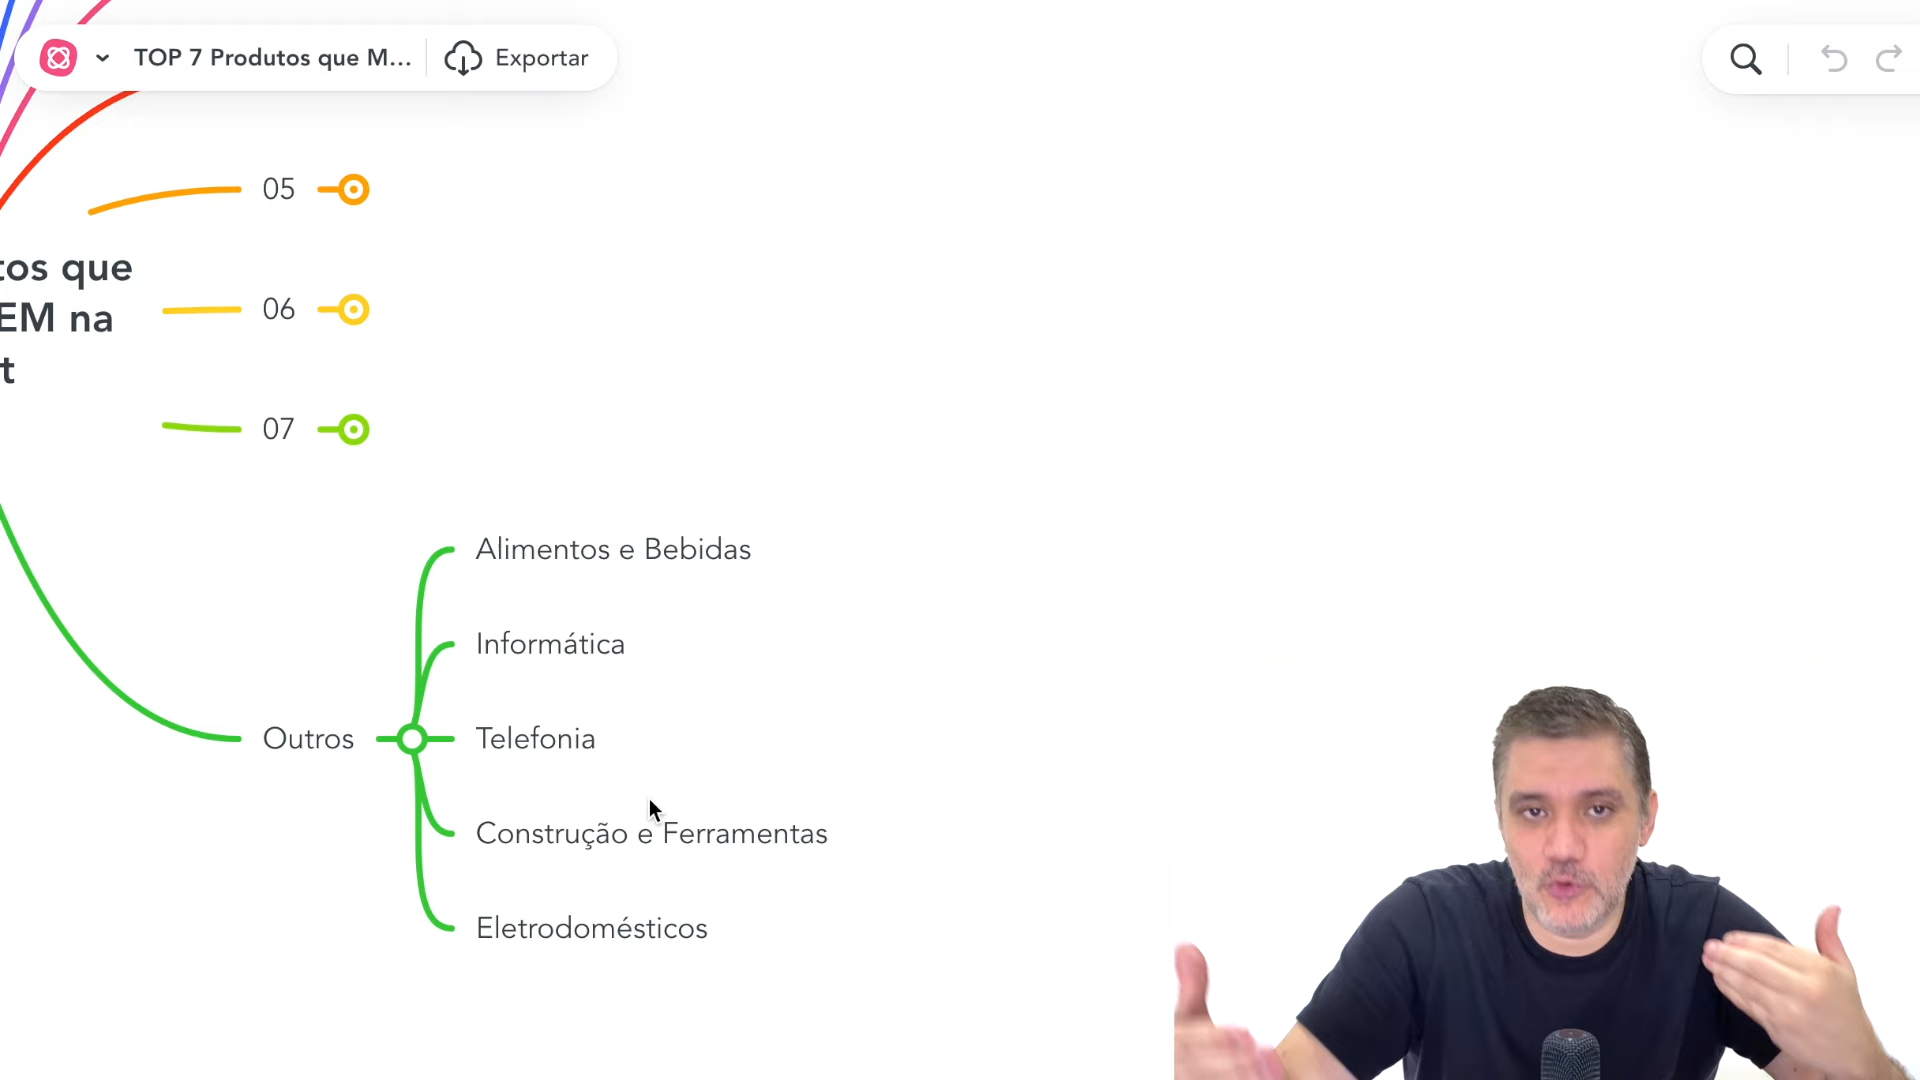 TOP 7 Produtos que M...
Exportar
05
tos que
EM na
t
06
07
Outros
Alimentos e Bebidas
Informática
Telefonia
Construção e Ferramentas
Eletrodomésticos